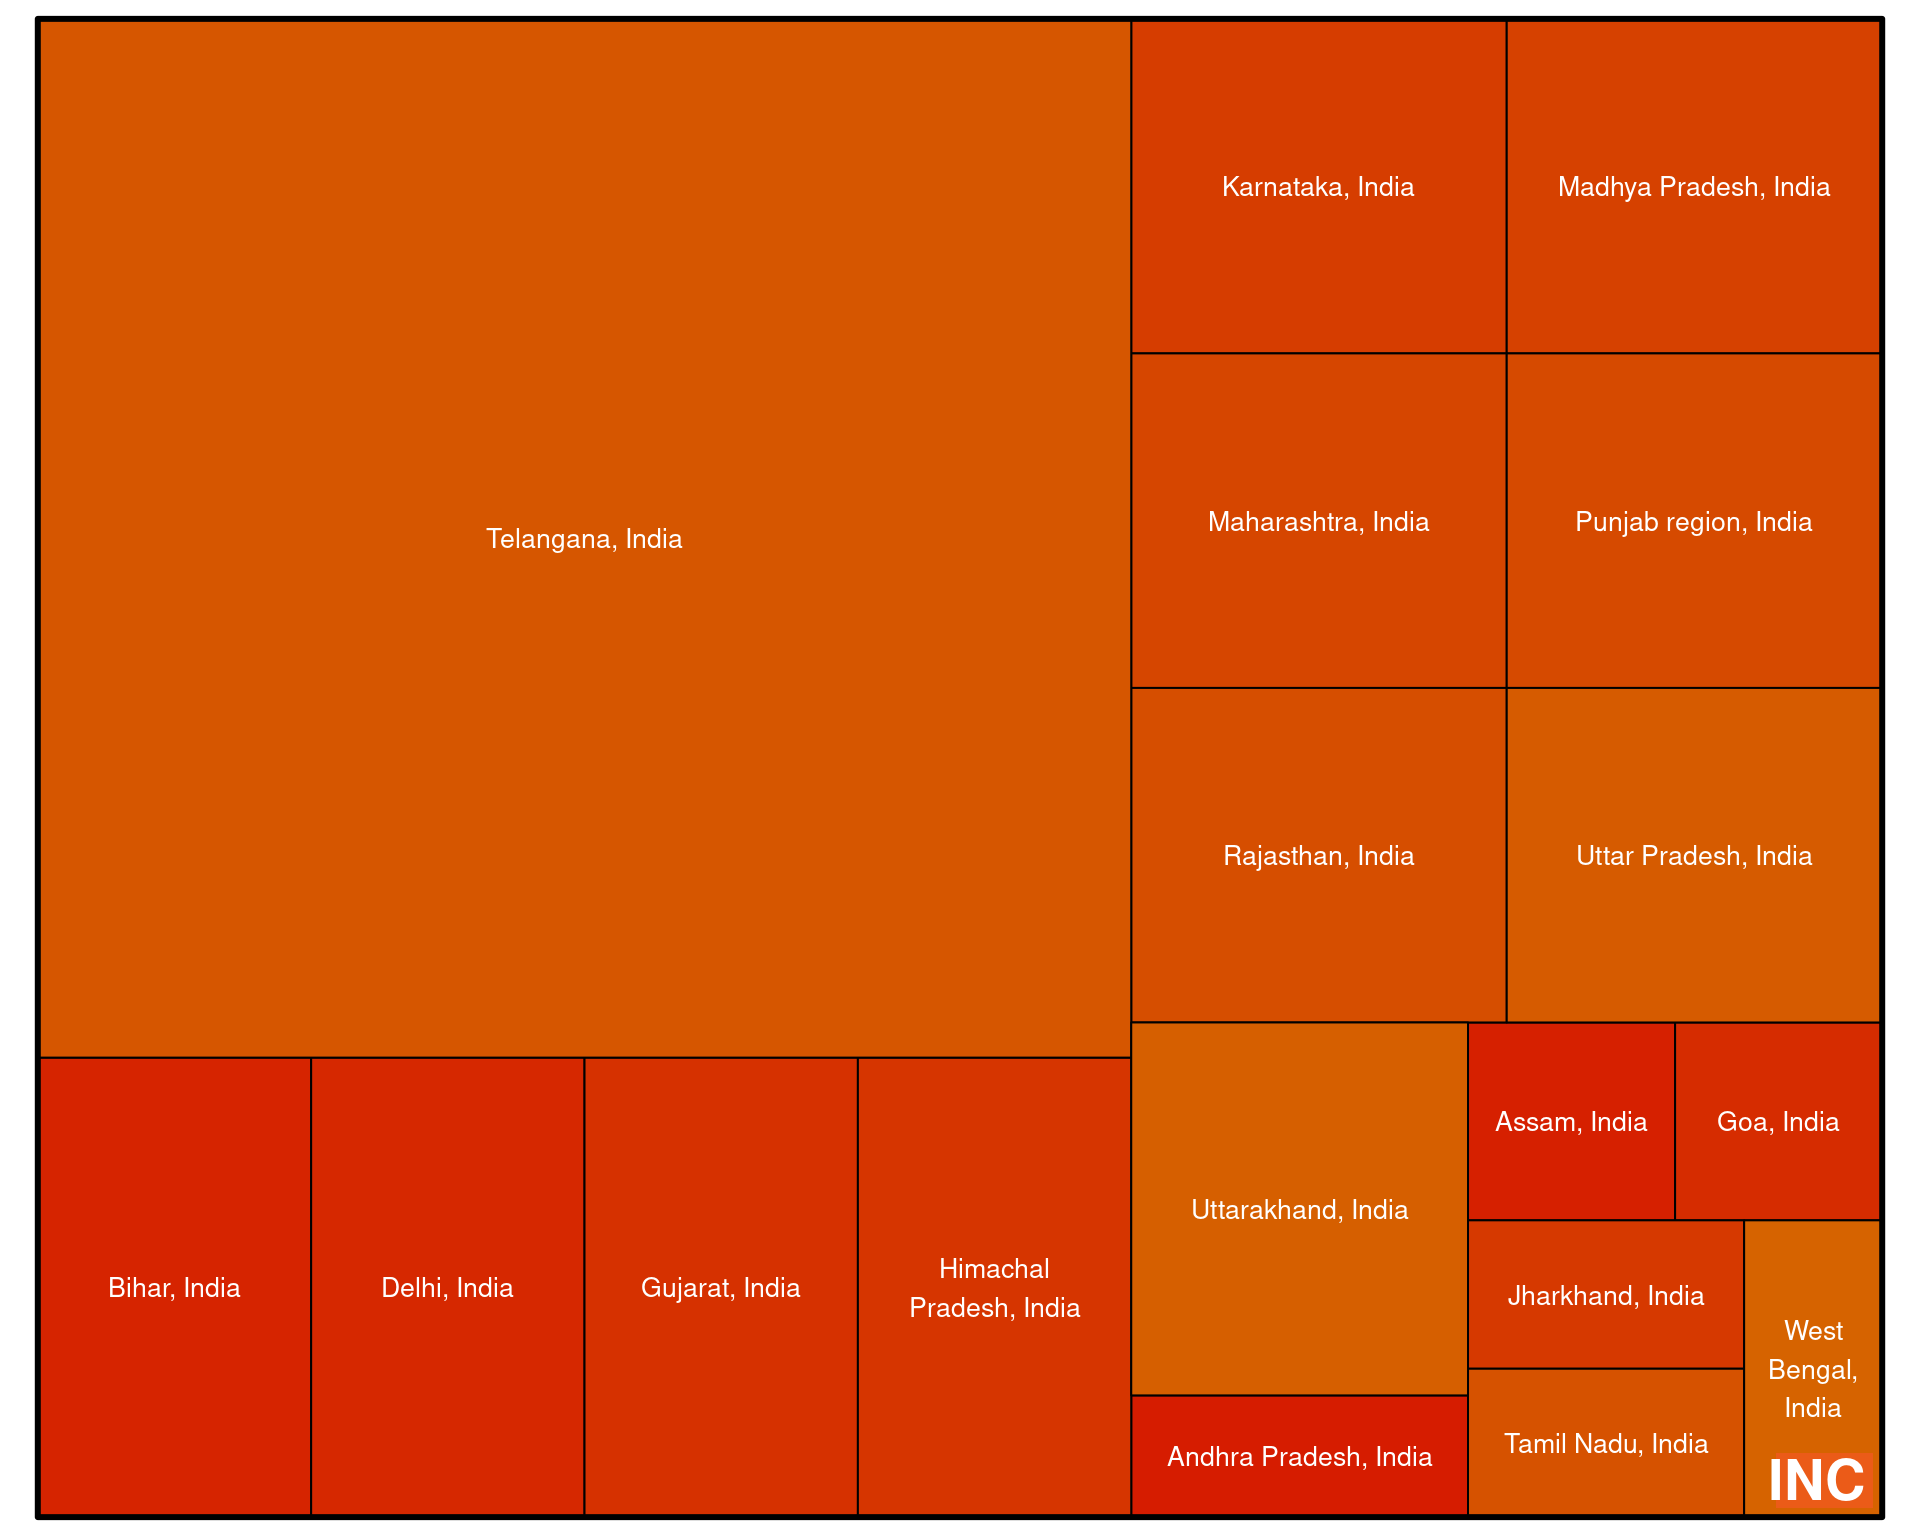 Telangana, India
Karnataka, India
Madhya Pradesh, India
Maharashtra, India
Punjab region, India
Rajasthan, India
Uttar Pradesh, India
Bihar, India
Delhi, India
Gujarat, India
Himachal
Pradesh, India
Uttarakhand, India
Andhra Pradesh, India
Assam, India
Goa, India
Jharkhand, India
Tamil Nadu, India
West
Bengal,
India
INC